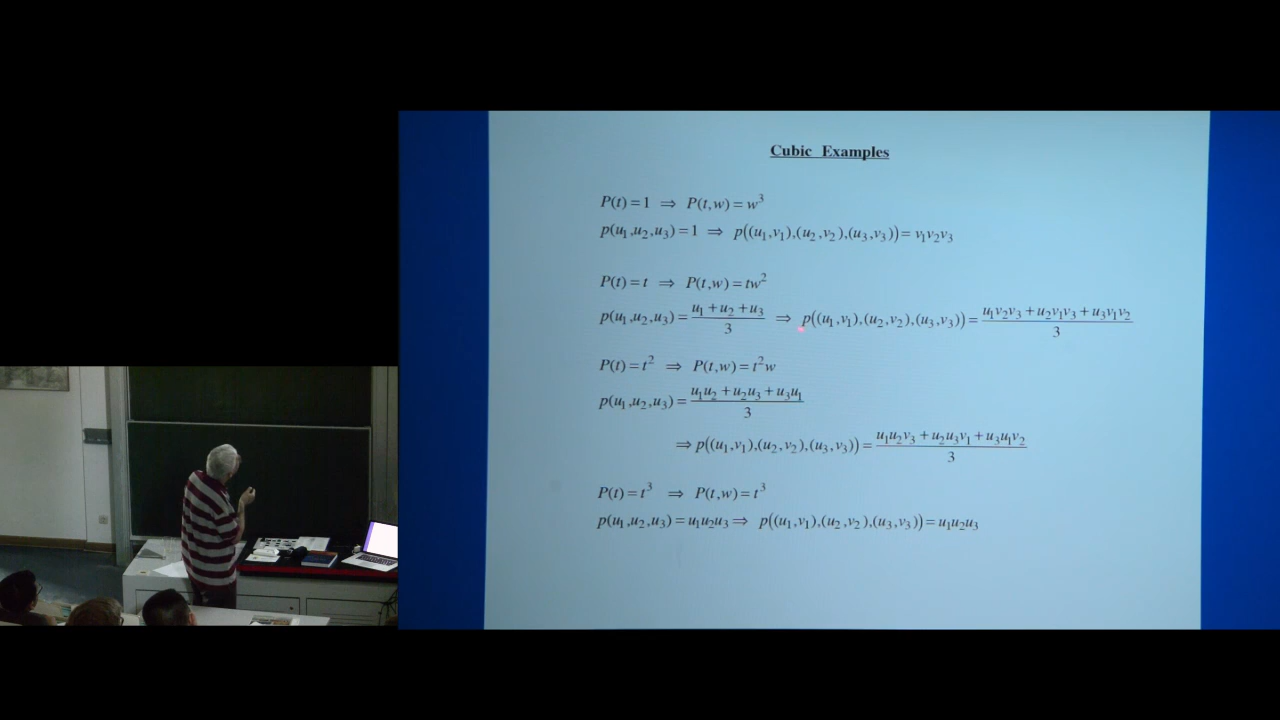 Cubic Examples
P(t) = 1 ⇒ P(t,w) = w³
p(u₁,u₂,u₃) = 1 ⇒ p((u₁,v₁),(u₂,v₂),(u₃,v₃)) = v₁v₂v₃
P(t) = t ⇒ P(t,w) = tw²
p(u₁,u₂,u₃) = (u₁ + u₂ + u₃)/3 ⇒ p((u₁,v₁),(u₂,v₂),(u₃,v₃)) = (u₁v₂v₃ + u₂v₁v₃ + u₃v₁v₂)/3
P(t) = t² ⇒ P(t,w) = t²w
p(u₁,u₂,u₃) = (u₁u₂ + u₂u₃ + u₃u₁)/3
⇒ p((u₁,v₁),(u₂,v₂),(u₃,v₃)) = (u₁u₂v₃ + u₂u₃v₁ + u₃u₁v₂)/3
P(t) = t³ ⇒ P(t,w) = t³
p(u₁,u₂,u₃) = u₁u₂u₃ ⇒ p((u₁,v₁),(u₂,v₂),(u₃,v₃)) = u₁u₂u₃